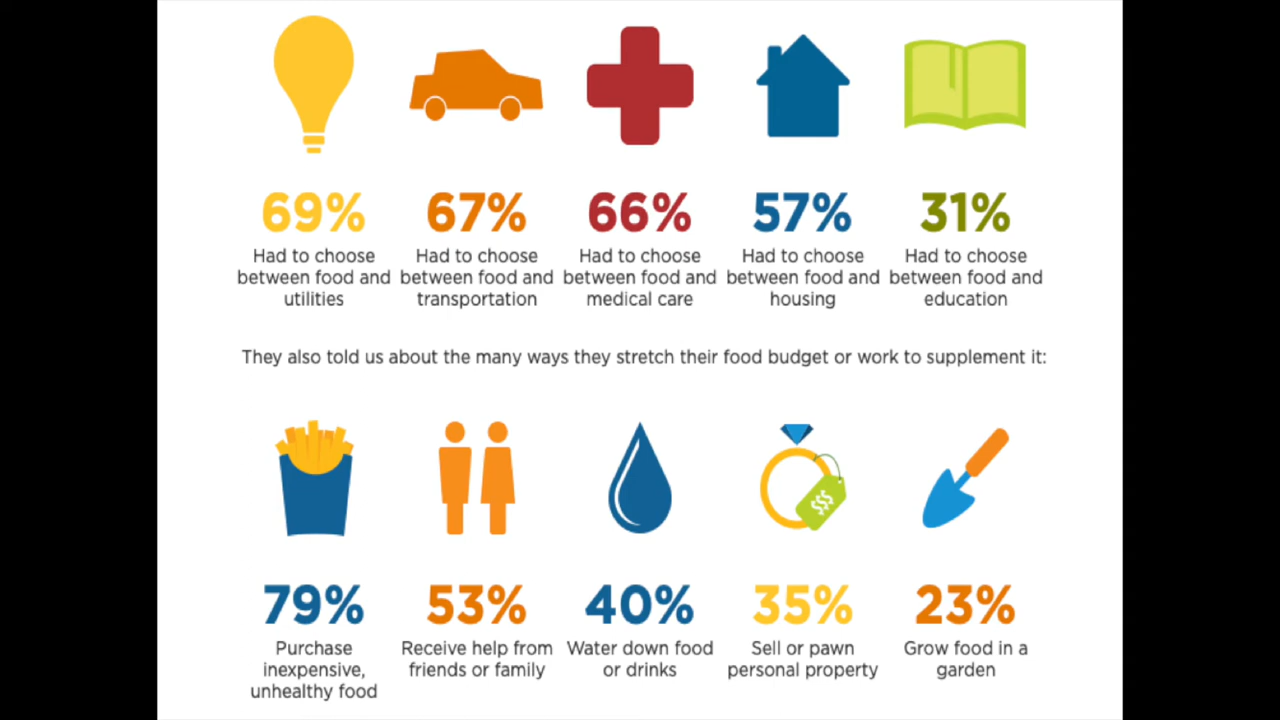 69%
Had to choose
between food and
utilities
67%
Had to choose
between food and
transportation
66%
Had to choose
between food and
medical care
57%
Had to choose
between food and
housing
31%
Had to choose
between food and
education
They also told us about the many ways they stretch their food budget or work to supplement it:
$$$
79%
Purchase
inexpensive,
unhealthy food
53%
Receive help from
friends or family
40%
Water down food
or drinks
35%
Sell or pawn
personal property
23%
Grow food in a
garden